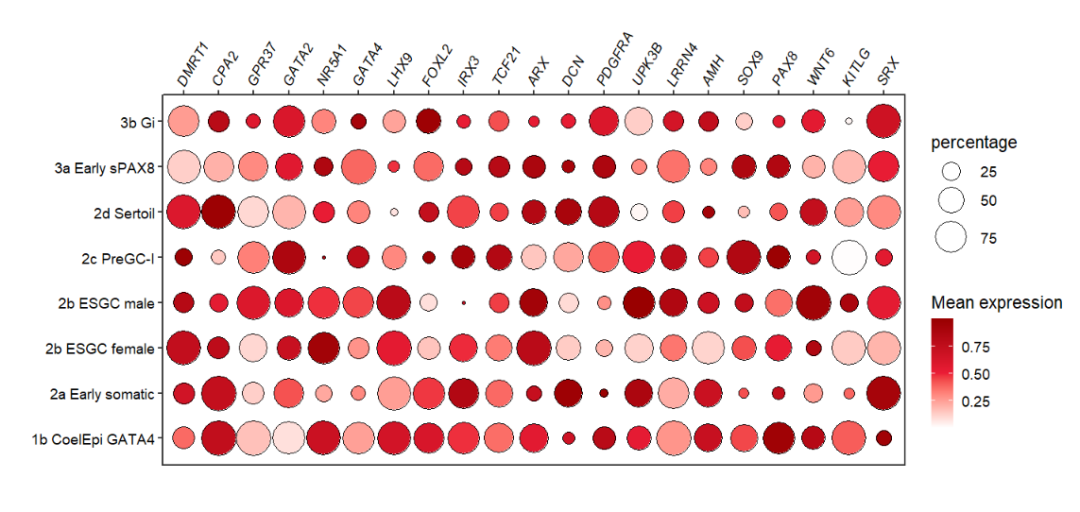 DMRT1 CPA2 GPR37 GATA2 NR5A1 GATA4 LHX9 FOXL2 IRX3 TCF21 ARX DCN PDGFRA UPK3B LRRN4 AMH SOX9 PAX8 WNT6 KITLG SRX
3b Gi
3a Early sPAX8
2d Sertoil
2c PreGC-I
2b ESGC male
2b ESGC female
2a Early somatic
1b CoelEpi GATA4
percentage
25
50
75
Mean expression
0.75
0.50
0.25